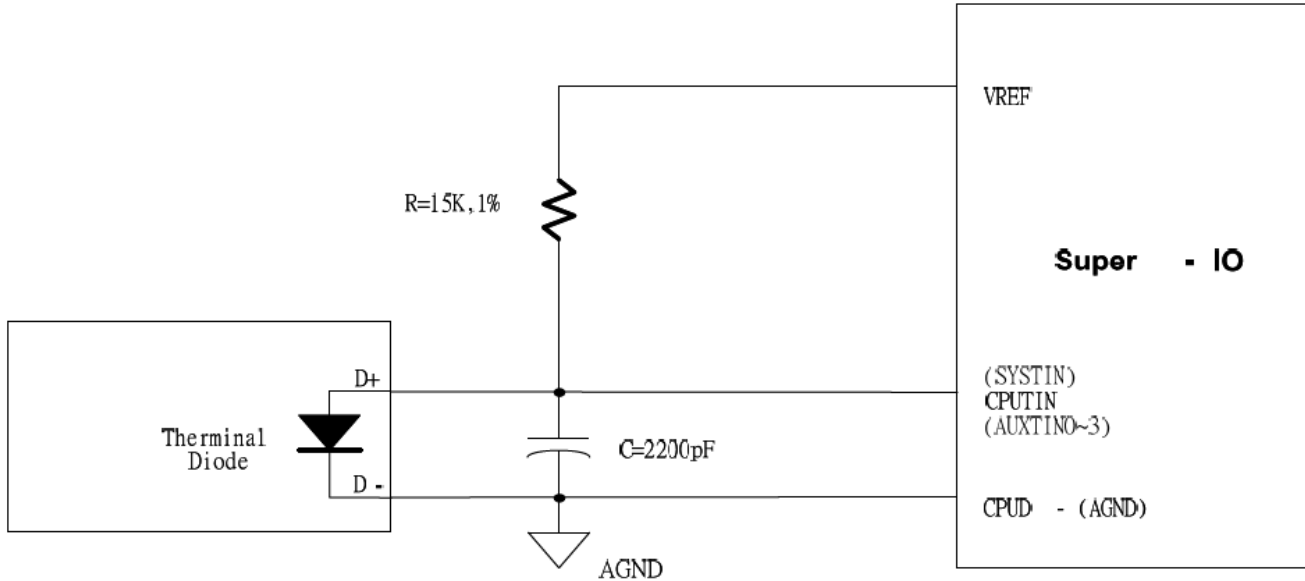 VREF
R=15K,1%
Super - IO
D+
(SYSTIN)
CPUTIN
(AUXTIN0~3)
Therminal
Diode
C=2200pF
D -
CPUD - (AGND)
AGND